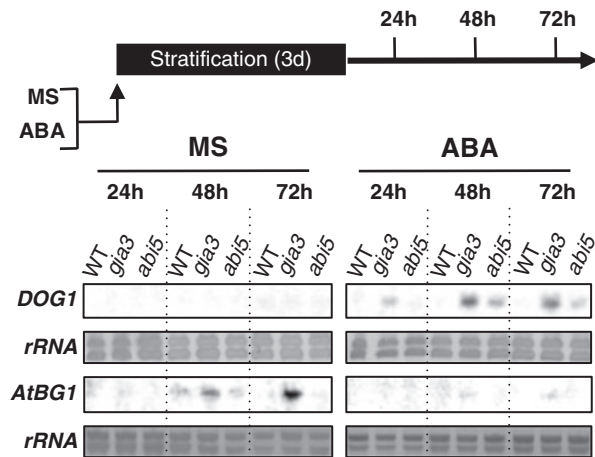 24h 48h 72h
Stratification (3d)
MS
ABA
MS ABA
24h 48h 72h 24h 48h 72h
WT gia3 abi5 WT gia3 abi5 WT gia3 abi5 WT gia3 abi5 WT gia3 abi5 WT gia3 abi5
DOG1
rRNA
AtBG1
rRNA